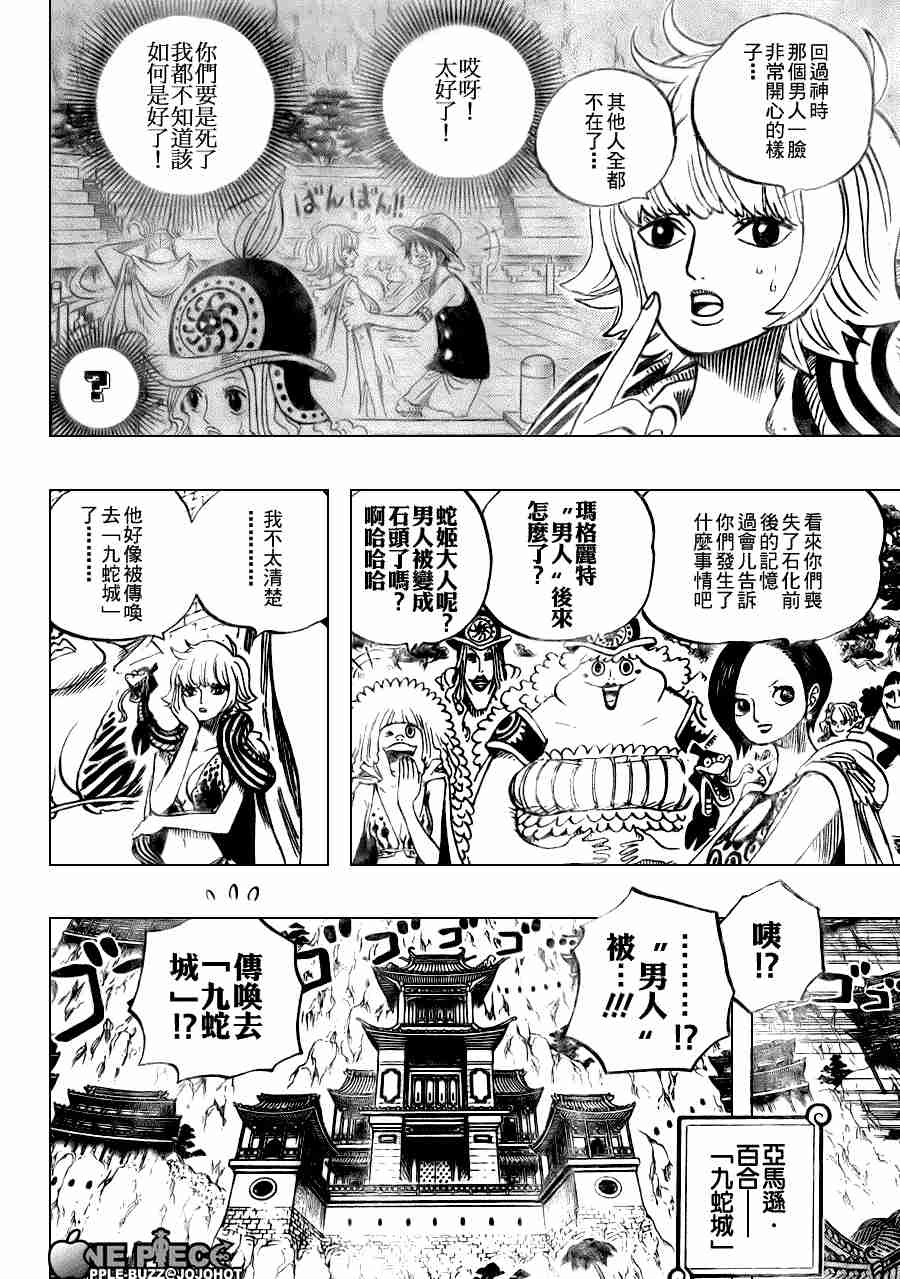 回過神時
那個男人一臉
非常開心的樣
子⋯⋯
其他人全都
不在了⋯⋯
哎呀！
太好了！
你們要是死了
我都不知道該
如何是好了！
ばんばん!!
?
看來你們喪
失了石化前
後的記憶
過會儿告訴
你們發生了
什麼事情吧
瑪格麗特
“男人”後來
怎麼了？
蛇姬大人呢？
男人被變成
石頭了嗎？
啊哈哈哈
我不太清楚
⋯⋯⋯
他好像被傳喚
去「九蛇城」
了⋯⋯⋯
咦!?
⋯⋯⋯!?
“男人”
被⋯!!!
傳喚去
「九蛇
城」!?
ゴゴゴ
ゴゴゴ
亞馬遜·
百合——
「九蛇城」
ONE PIECE
PPLE-BUZZ@JOJOHOT